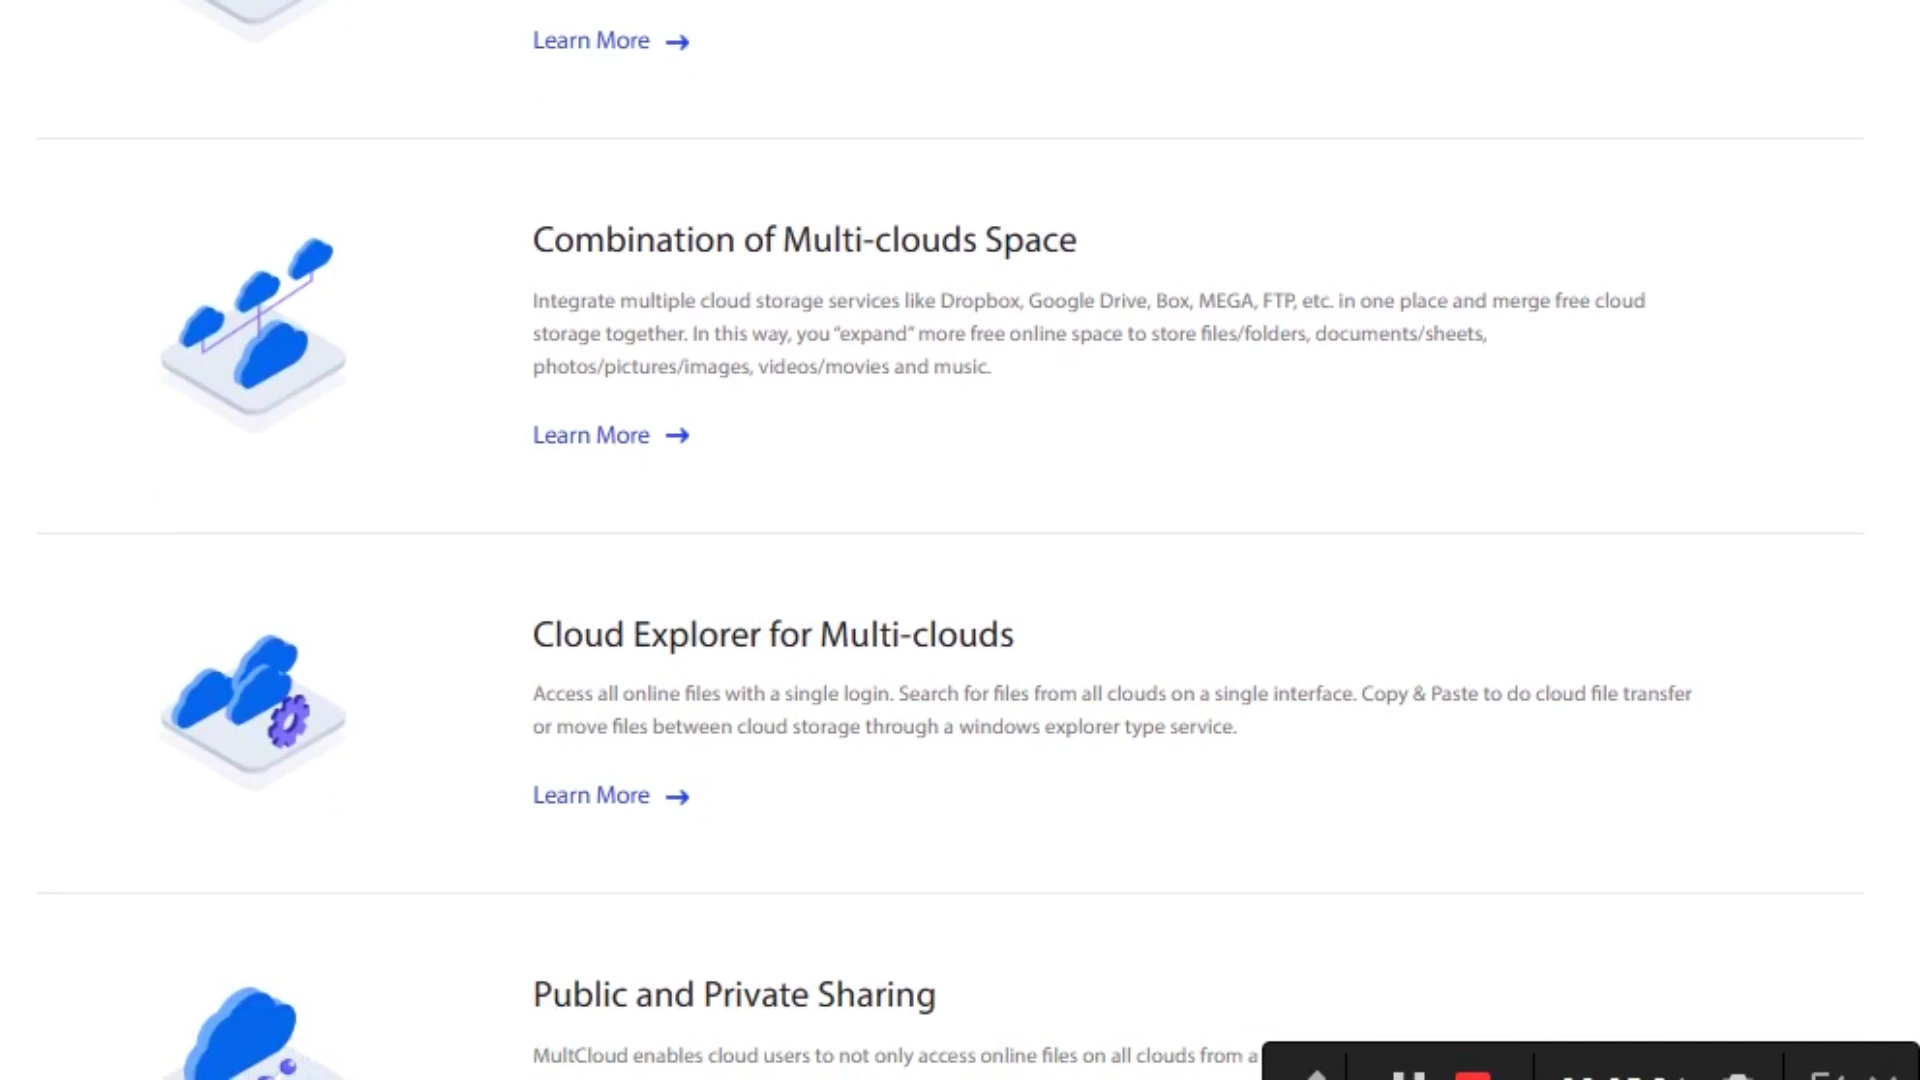 Learn More
Combination of Multi-clouds Space
Integrate multiple cloud storage services like Dropbox, Google Drive, Box, MEGA, FTP, etc. in one place and merge free cloud
storage together. In this way, you “expand” more free online space to store files/folders, documents/sheets,
photos/pictures/images, videos/movies and music.
Learn More
Cloud Explorer for Multi-clouds
Access all online files with a single login. Search for files from all clouds on a single interface. Copy & Paste to do cloud file transfer
or move files between cloud storage through a windows explorer type service.
Learn More
Public and Private Sharing
MultCloud enables cloud users to not only access online files on all clouds from a